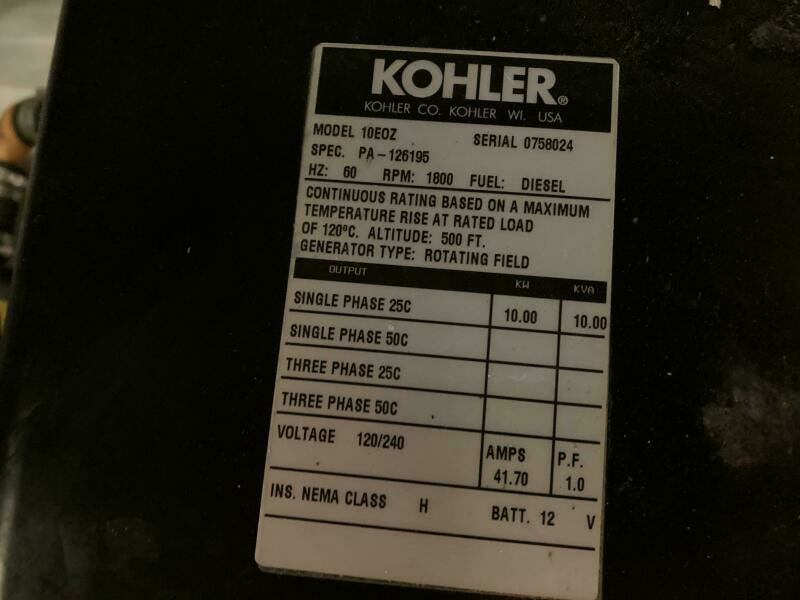 KOHLER®
KOHLER CO. KOHLER WI. USA
MODEL 10EOZ SERIAL 0758024
SPEC. PA-126195
HZ: 60 RPM: 1800 FUEL: DIESEL
CONTINUOUS RATING BASED ON A MAXIMUM
TEMPERATURE RISE AT RATED LOAD
OF 120°C. ALTITUDE: 500 FT.
GENERATOR TYPE: ROTATING FIELD
OUTPUT KW KVA
SINGLE PHASE 25C 10.00 10.00
SINGLE PHASE 50C
THREE PHASE 25C
THREE PHASE 50C
VOLTAGE 120/240
AMPS P.F.
41.70 1.0
INS. NEMA CLASS H BATT. 12 V